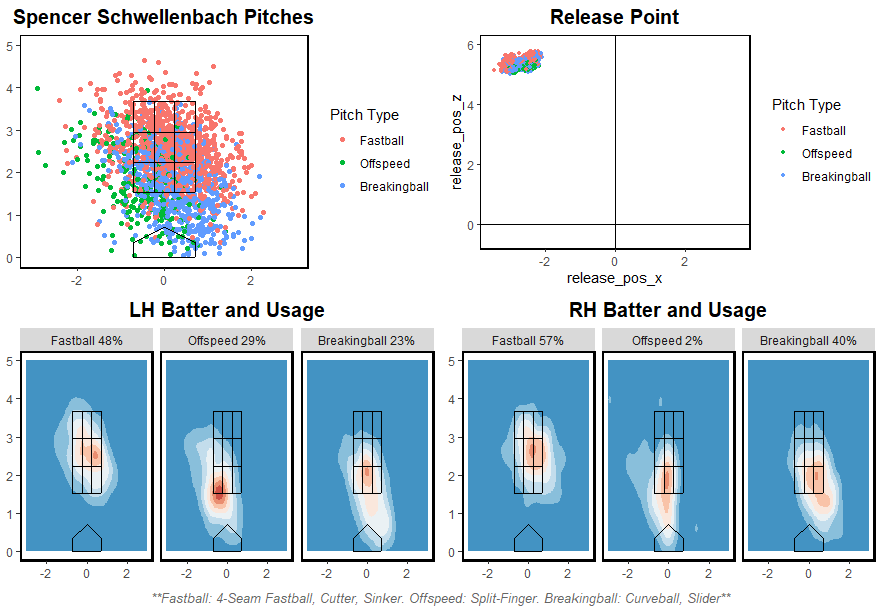 Spencer Schwellenbach Pitches
5
4
3
2
1
0
-2
0
2
Pitch Type
Fastball
Offspeed
Breakingball
Release Point
release_pos_z
6
4
2
0
-2
0
2
release_pos_x
Pitch Type
Fastball
Offspeed
Breakingball
LH Batter and Usage
Fastball 48%
Offspeed 29%
Breakingball 23%
5
4
3
2
1
0
-2 0 2
-2 0 2
-2 0 2
RH Batter and Usage
Fastball 57%
Offspeed 2%
Breakingball 40%
5
4
3
2
1
0
-2 0 2
-2 0 2
-2 0 2
**Fastball: 4-Seam Fastball, Cutter, Sinker. Offspeed: Split-Finger. Breakingball: Curveball, Slider**